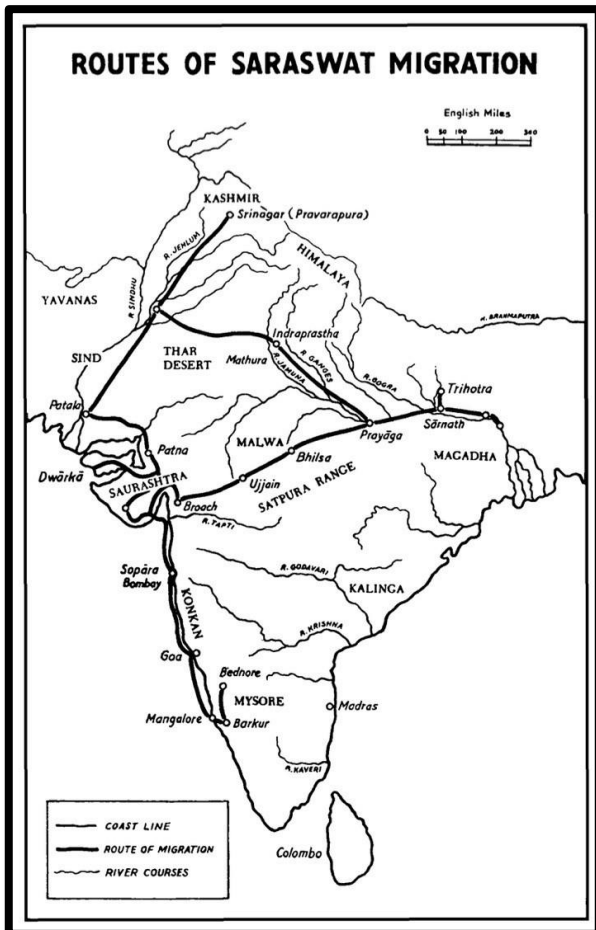 ROUTES OF SARASWAT MIGRATION
English Miles
0 50 100 200 300
KASHMIR
Srinagar (Pravarapura)
R. JEHLUM
HIMALAYA
R. SINDHU
YAVANAS
R. BRAHMAPUTRA
Indraprastha
SIND
THAR
DESERT
Mathura
R. GANGES
R. JAMUNA
R. GOGRA
Trihotra
Patala
Prayāga
Sārnath
Patna
MALWA
Bhilsa
MAGADHA
Dwārkā
SAURASHTRA
Ujjain
SATPURA RANGE
Broach
R. TAPTI
Sopāra
Bombay
R. GODAVARI
KONKAN
KALINGA
R. KRISHNA
Goa
Bednore
MYSORE
Madras
Mangalore
Barkur
R. KAVERI
COAST LINE
ROUTE OF MIGRATION
RIVER COURSES
Colombo